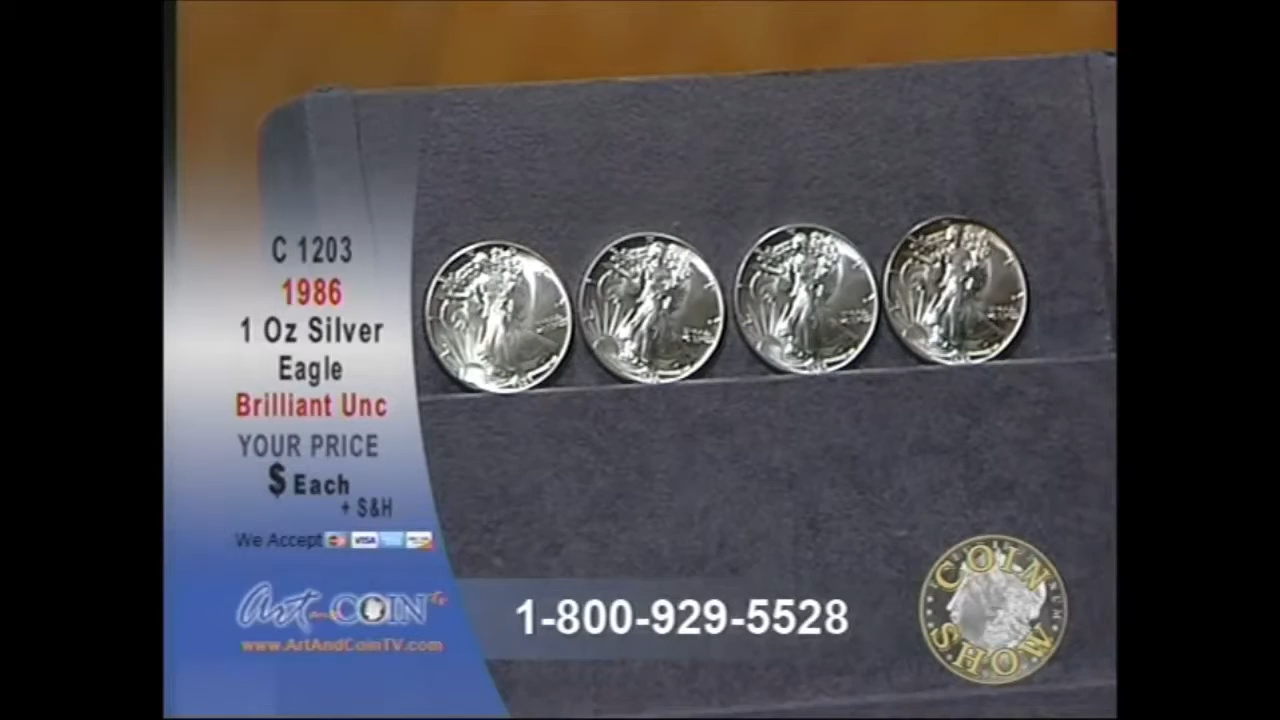 C 1203
1986
1 Oz Silver
Eagle
Brilliant Unc
YOUR PRICE
$ Each
+ S&H
We Accept
VISA
Art and COIN tv
www.ArtAndCoinTV.com
1-800-929-5528
COIN
SHOW